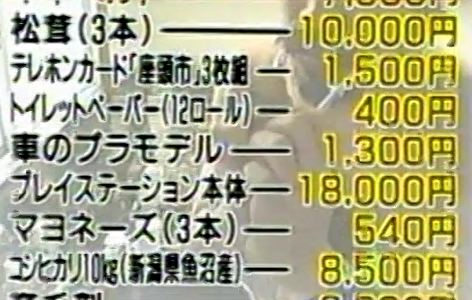 松茸(3本) 10,000円
テレホンカード「座頭市」3枚組 1,500円
トイレットペーパー(12ロール) 400円
車のプラモデル 1,300円
プレイステーション本体 18,000円
マヨネーズ(3本) 540円
コシヒカリ10kg(新潟県魚沼産) 8,500円